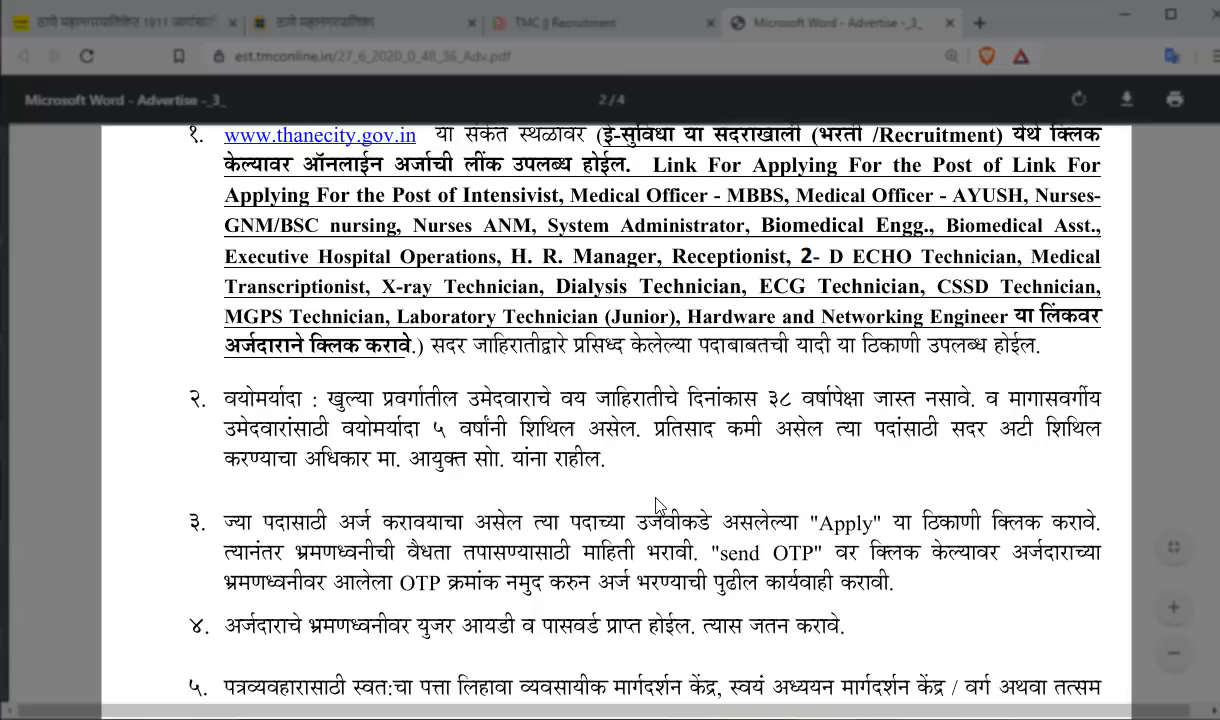 ठाणे महानगरपालिकेत 1911 जागांसाठी
ठाणे महानगरपालिका
TMC || Recruitment
Microsoft Word - Advertise -_3_
est.tmconline.in/27_6_2020_0_48_36_Adv.pdf
Microsoft Word - Advertise -_3_
2 / 4
१. www.thanecity.gov.in या संकेत स्थळावर (ई-सुविधा या सदराखाली (भरती /Recruitment) येथे क्लिक
केल्यावर ऑनलाईन अर्जाची लींक उपलब्ध होईल. Link For Applying For the Post of Link For
Applying For the Post of Intensivist, Medical Officer - MBBS, Medical Officer - AYUSH, Nurses-
GNM/BSC nursing, Nurses ANM, System Administrator, Biomedical Engg., Biomedical Asst.,
Executive Hospital Operations, H. R. Manager, Receptionist, 2- D ECHO Technician, Medical
Transcriptionist, X-ray Technician, Dialysis Technician, ECG Technician, CSSD Technician,
MGPS Technician, Laboratory Technician (Junior), Hardware and Networking Engineer या लिंकवर
अर्जदाराने क्लिक करावे.) सदर जाहिरातीद्वारे प्रसिध्द केलेल्या पदाबाबतची यादी या ठिकाणी उपलब्ध होईल.
२. वयोमर्यादा : खुल्या प्रवर्गातील उमेदवाराचे वय जाहिरातीचे दिनांकास ३८ वर्षापेक्षा जास्त नसावे. व मागासवर्गीय
उमेदवारांसाठी वयोमर्यादा ५ वर्षांनी शिथिल असेल. प्रतिसाद कमी असेल त्या पदांसाठी सदर अटी शिथिल
करण्याचा अधिकार मा. आयुक्त सो. यांना राहील.
३. ज्या पदासाठी अर्ज करावयाचा असेल त्या पदाच्या उजवीकडे असलेल्या "Apply" या ठिकाणी क्लिक करावे.
त्यानंतर भ्रमणध्वनीची वैधता तपासण्यासाठी माहिती भरावी. "send OTP" वर क्लिक केल्यावर अर्जदाराच्या
भ्रमणध्वनीवर आलेला OTP क्रमांक नमुद करुन अर्ज भरण्याची पुढील कार्यवाही करावी.
४. अर्जदाराचे भ्रमणध्वनीवर युजर आयडी व पासवर्ड प्राप्त होईल. त्यास जतन करावे.
५. पत्रव्यवहारासाठी स्वत:चा पत्ता लिहावा व्यवसायीक मार्गदर्शन केंद्र, स्वयं अध्ययन मार्गदर्शन केंद्र / वर्ग अथवा तत्सम